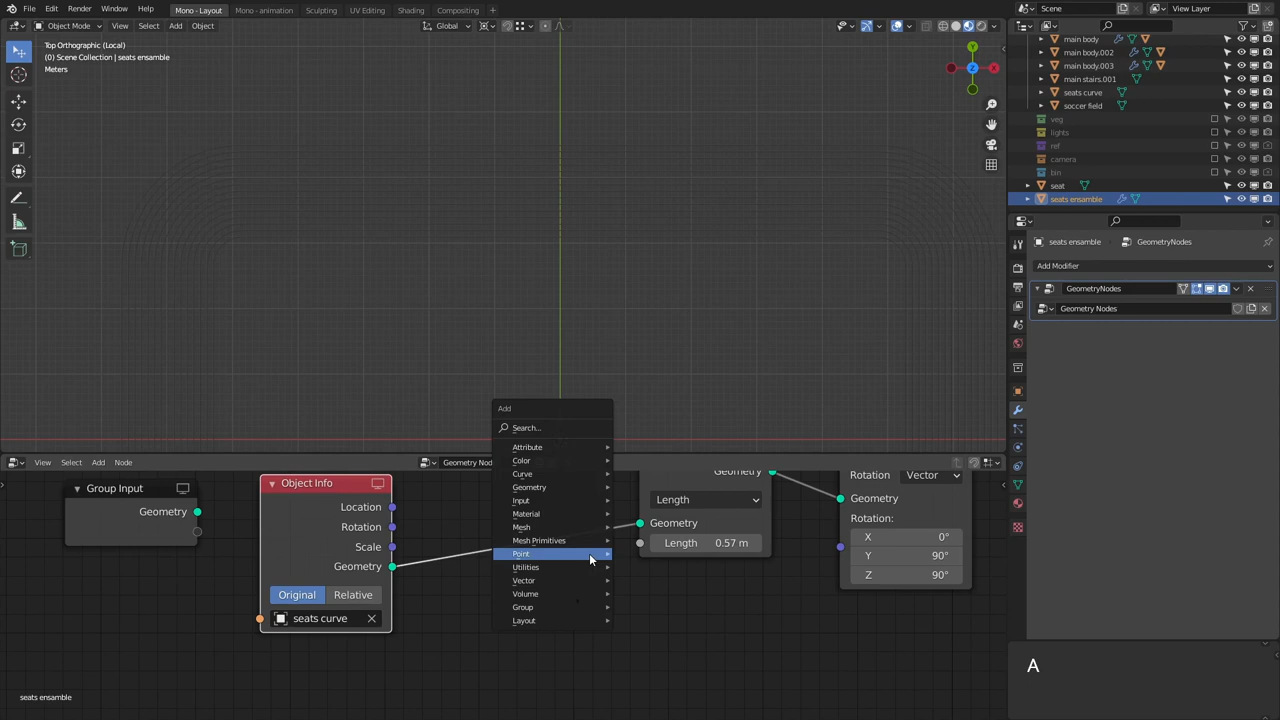 File Edit Render Window Help Mono - Layout Mono - animation Sculpting UV Editing Shading Compositing + Scene View Layer
Object Mode View Select Add Object Global
Top Orthographic (Local)
(0) Scene Collection | seats ensamble
Meters
Y
Z X
main body
main body.002
main body.003
main stairs.001
seats curve
soccer field
veg
lights
ref
camera
bin
seat
seats ensamble
seats ensamble GeometryNodes
Add Modifier
GeometryNodes
Geometry Nodes
View Select Add Node Geometry Nod
Group Input
Geometry
Object Info
Location
Rotation
Scale
Geometry
Original Relative
seats curve
Add
Search...
Attribute
Color
Curve
Geometry
Input
Material
Mesh
Mesh Primitives
Point
Utilities
Vector
Volume
Group
Layout
Geometry
Length
Geometry
Length 0.57 m
Rotation Vector
Geometry
Rotation:
X 0°
Y 90°
Z 90°
seats ensamble
A